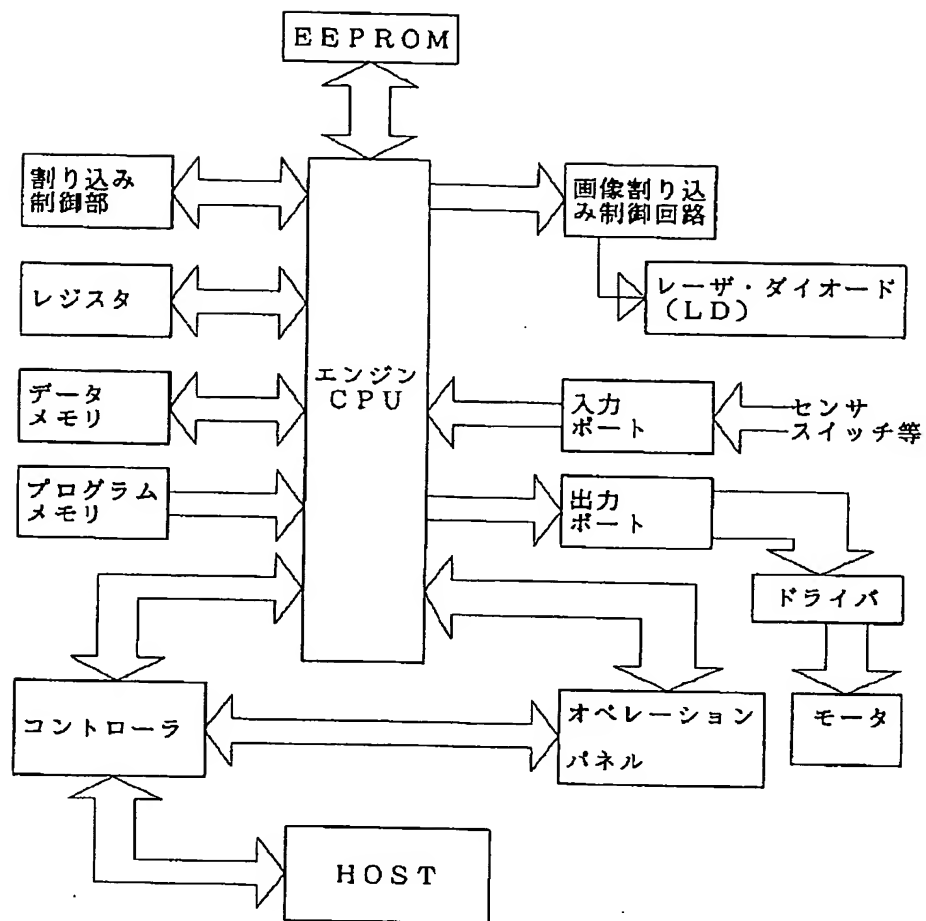 EEPROM
割り込み
制御部
画像割り込
み制御回路
レジスタ
レーザ・ダイオード
(LD)
エンジン
CPU
データ
メモリ
入力
ポート
センサ
スイッチ等
プログラム
メモリ
出力
ポート
ドライバ
コントローラ
オペレーション
パネル
モータ
HOST